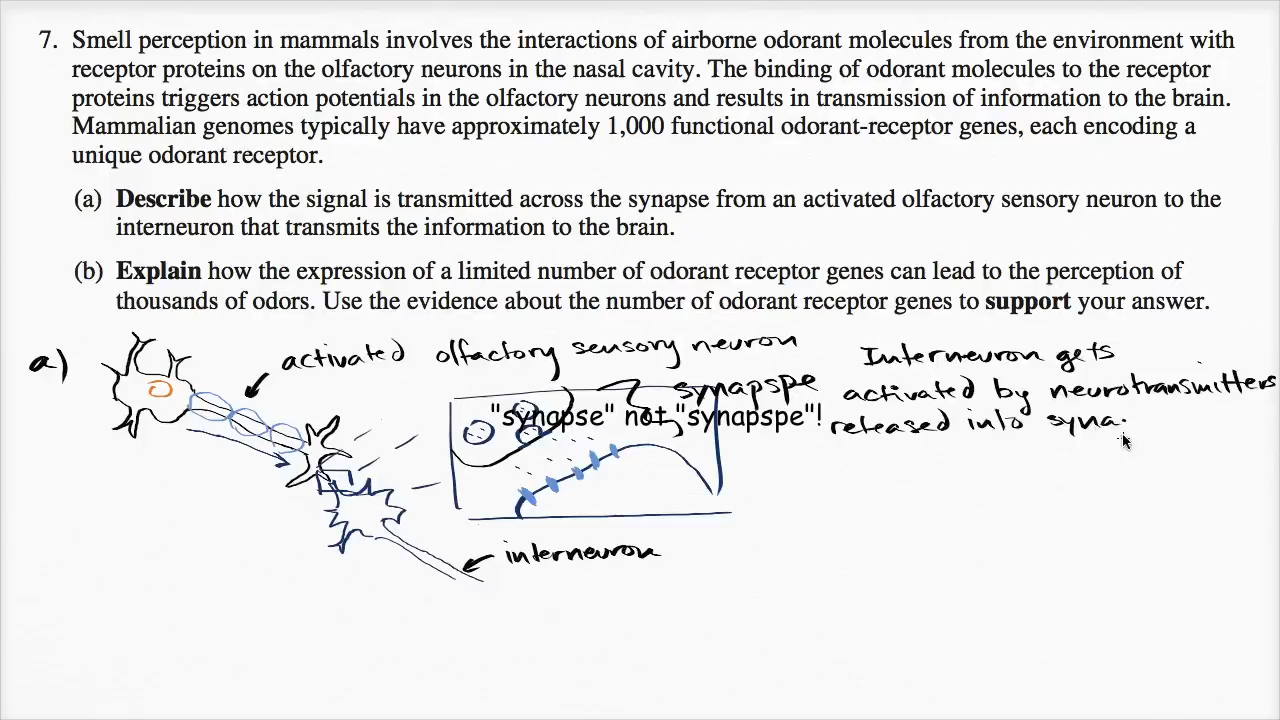 7. Smell perception in mammals involves the interactions of airborne odorant molecules from the environment with
receptor proteins on the olfactory neurons in the nasal cavity. The binding of odorant molecules to the receptor
proteins triggers action potentials in the olfactory neurons and results in transmission of information to the brain.
Mammalian genomes typically have approximately 1,000 functional odorant-receptor genes, each encoding a
unique odorant receptor.
(a) Describe how the signal is transmitted across the synapse from an activated olfactory sensory neuron to the
interneuron that transmits the information to the brain.
(b) Explain how the expression of a limited number of odorant receptor genes can lead to the perception of
thousands of odors. Use the evidence about the number of odorant receptor genes to support your answer.
a)
activated olfactory sensory neuron
synapspe
"synapse" not "synapspe"!
Interneuron gets
activated by neurotransmitters
released into syna
interneuron